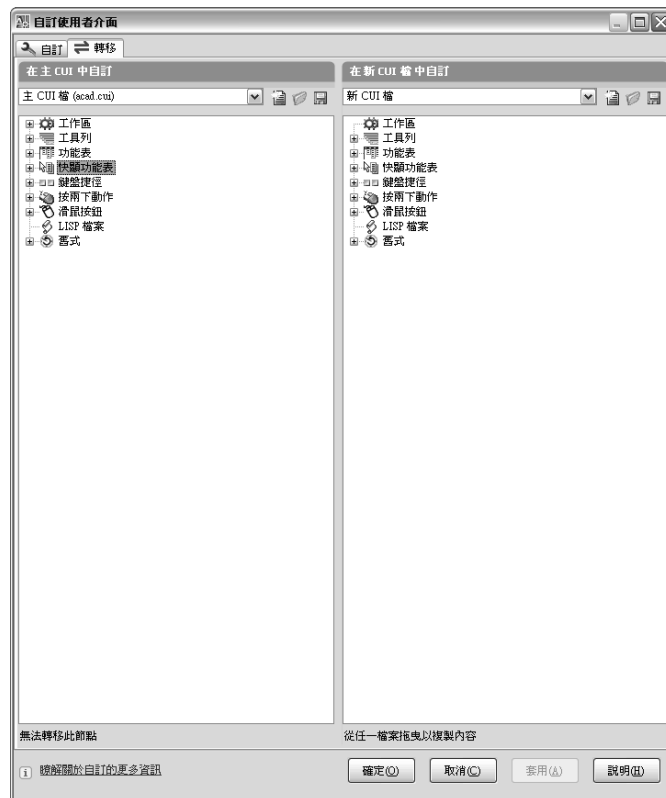 自訂使用者介面
自訂 轉移
在主 CUI 中自訂
主 CUI 檔 (acad.cui)
工作區
工具列
功能表
快顯功能表
鍵盤捷徑
按兩下動作
滑鼠按鈕
LISP 檔案
舊式
無法轉移此節點
在新 CUI 檔 中自訂
新 CUI 檔
工作區
工具列
功能表
快顯功能表
鍵盤捷徑
按兩下動作
滑鼠按鈕
LISP 檔案
舊式
從任一檔案拖曳以複製內容
瞭解關於自訂的更多資訊
確定(O) 取消(C) 套用(A) 說明(H)